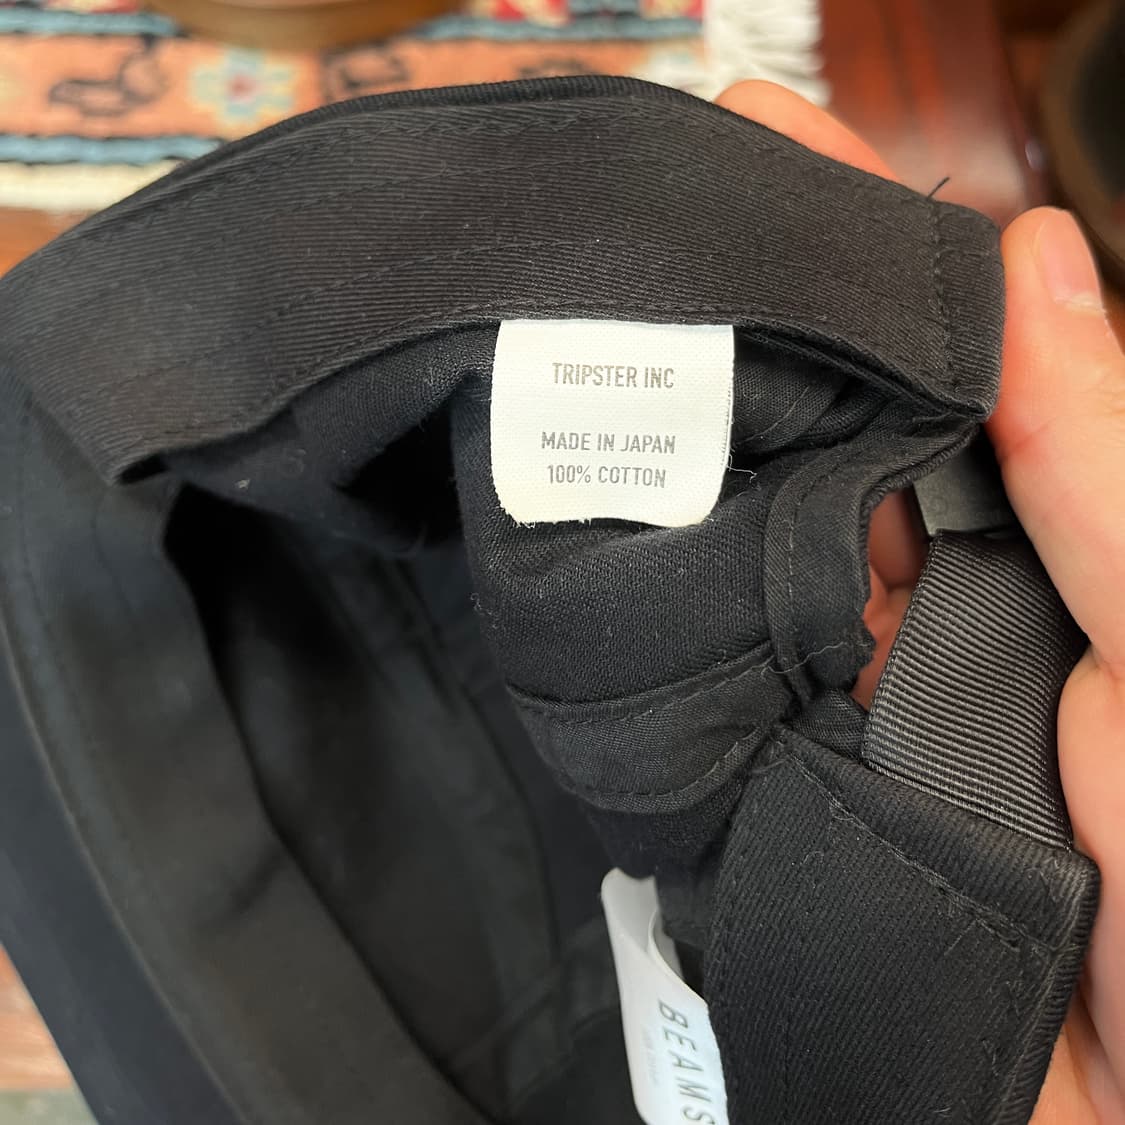 TRIPSTER INC
MADE IN JAPAN
100% COTTON
BEAMS